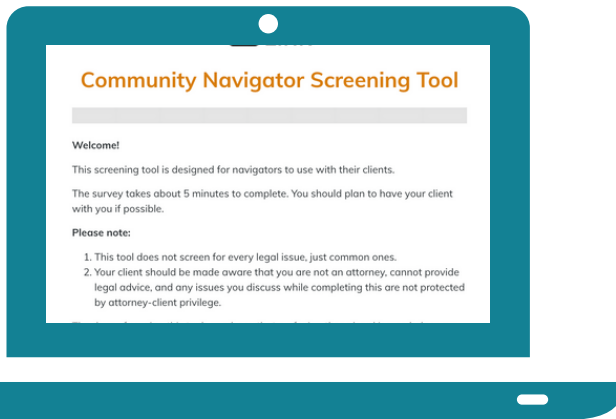 Community Navigator Screening Tool
Welcome!
This screening tool is designed for navigators to use with their clients.
The survey takes about 5 minutes to complete. You should plan to have your client
with you if possible.
Please note:
1. This tool does not screen for every legal issue, just common ones.
2. Your client should be made aware that you are not an attorney, cannot provide
legal advice, and any issues you discuss while completing this are not protected
by attorney-client privilege.